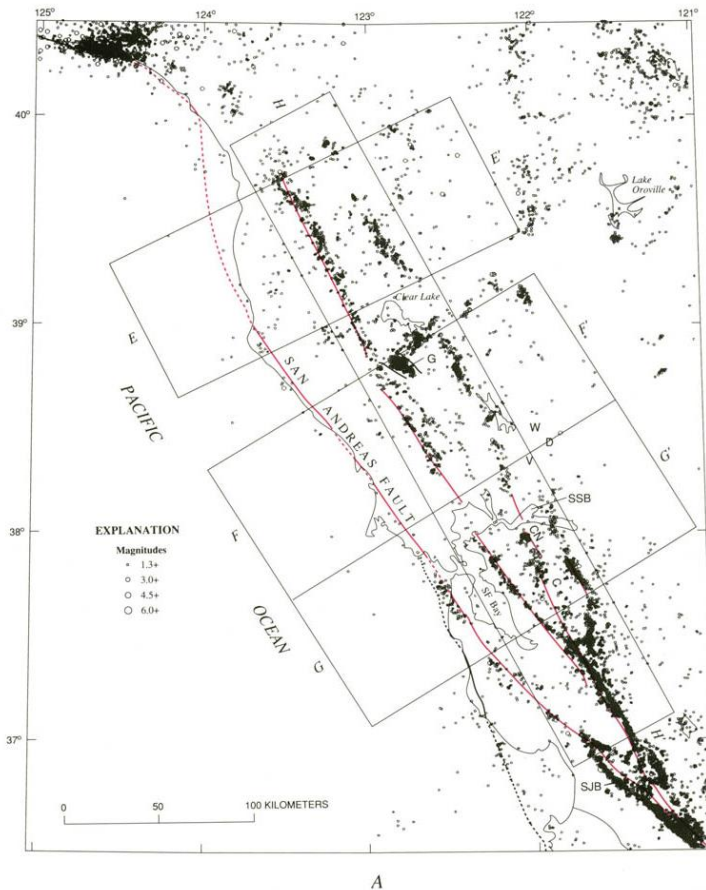 125°
124°
123°
122°
121°
40°
39°
38°
37°
H
E'
Lake
Oroville
Clear Lake
E
F'
G
W
D
V
G'
SAN ANDREAS FAULT
PACIFIC
OCEAN
SSB
CN
C
SF Bay
F
G
EXPLANATION
Magnitudes
1.3+
3.0+
4.5+
6.0+
H'
SJB
0 50 100 KILOMETERS
A